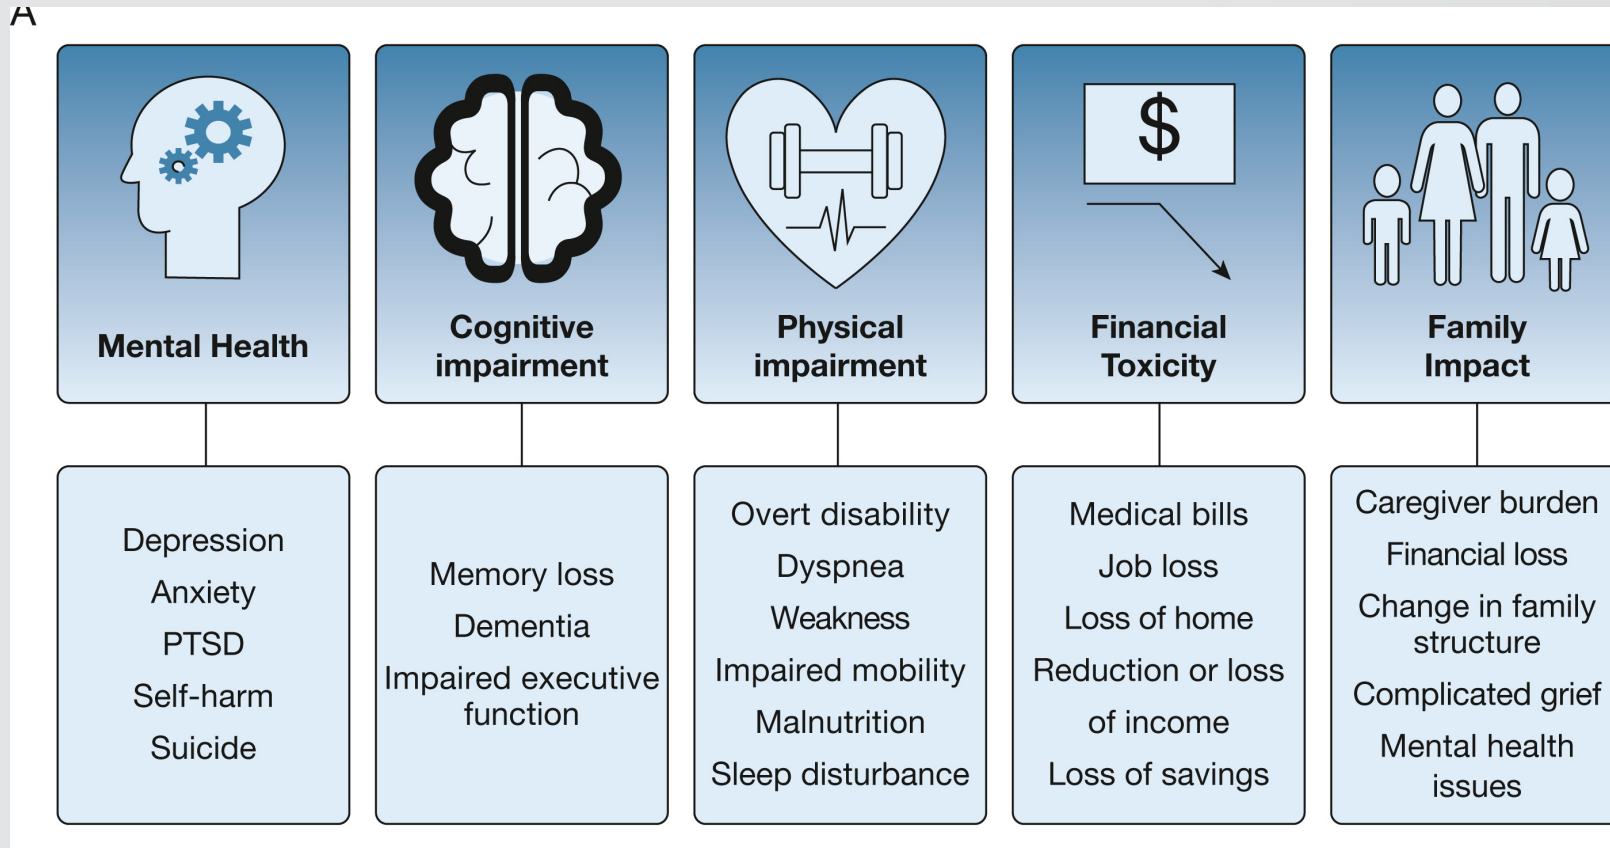 A
Mental Health
Cognitive
impairment
Physical
impairment
$
Financial
Toxicity
Family
Impact
Depression
Anxiety
PTSD
Self-harm
Suicide
Memory loss
Dementia
Impaired executive
function
Overt disability
Dyspnea
Weakness
Impaired mobility
Malnutrition
Sleep disturbance
Medical bills
Job loss
Loss of home
Reduction or loss
of income
Loss of savings
Caregiver burden
Financial loss
Change in family
structure
Complicated grief
Mental health
issues